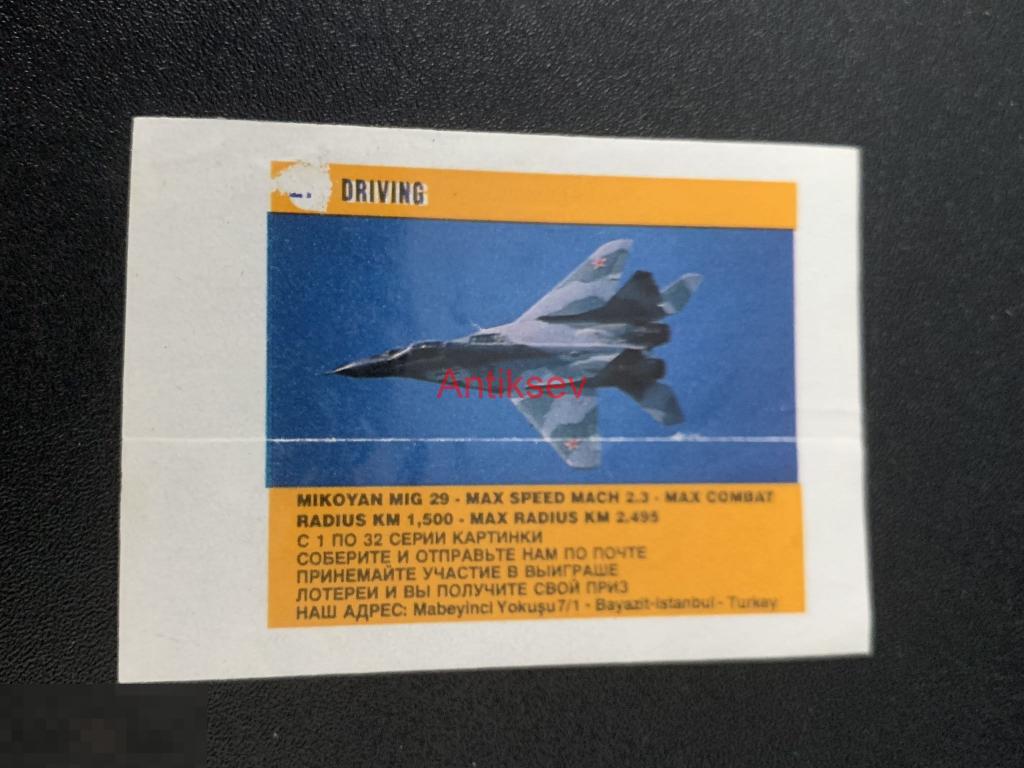 DRIVING
Antiksev
MIKOYAN MIG 29 - MAX SPEED MACH 2.3 - MAX COMBAT
RADIUS KM 1,500 - MAX RADIUS KM 2.495
С 1 ПО 32 СЕРИИ КАРТИНКИ
СОБЕРИТЕ И ОТПРАВЬТЕ НАМ ПО ПОЧТЕ
ПРИНЕМАЙТЕ УЧАСТИЕ В ВЫИГРАШЕ
ЛОТЕРЕИ И ВЫ ПОЛУЧИТЕ СВОЙ ПРИЗ
НАШ АДРЕС: Mabeyinci Yokuşu 7/1 - Bayazit-istanbul - Turkey